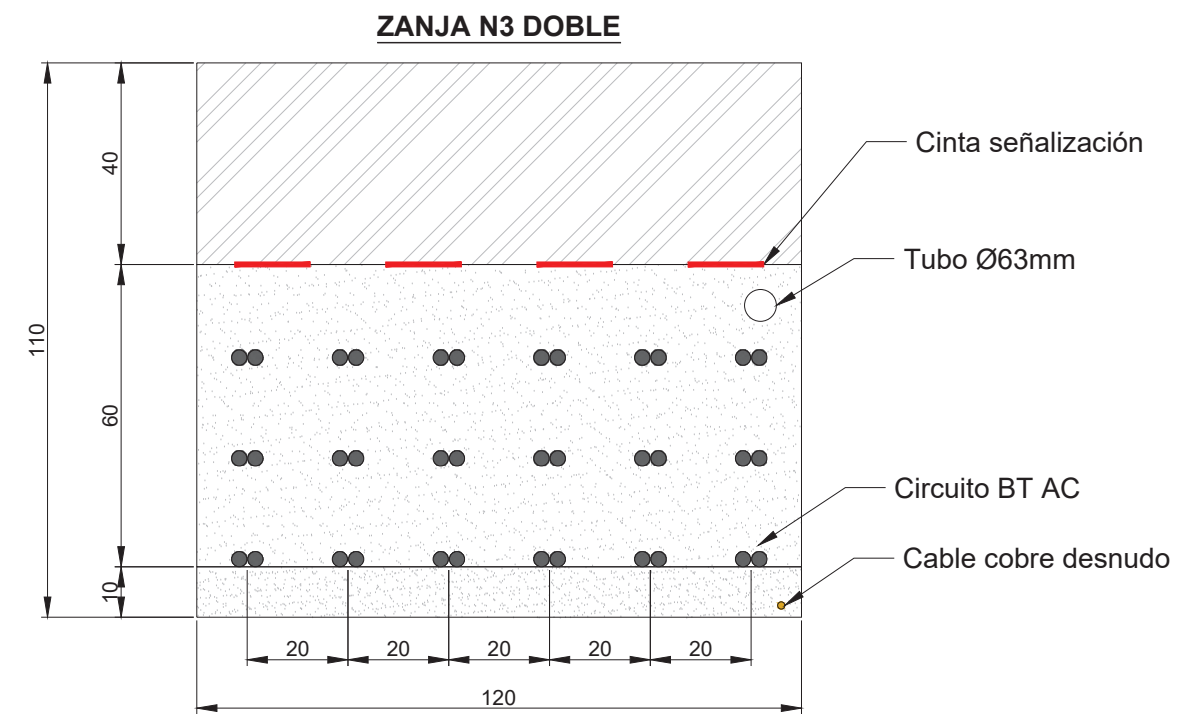 ZANJA N3 DOBLE
40
Cinta señalización
Tubo Ø63mm
110
60
Circuito BT AC
Cable cobre desnudo
10
20 20 20 20 20
120